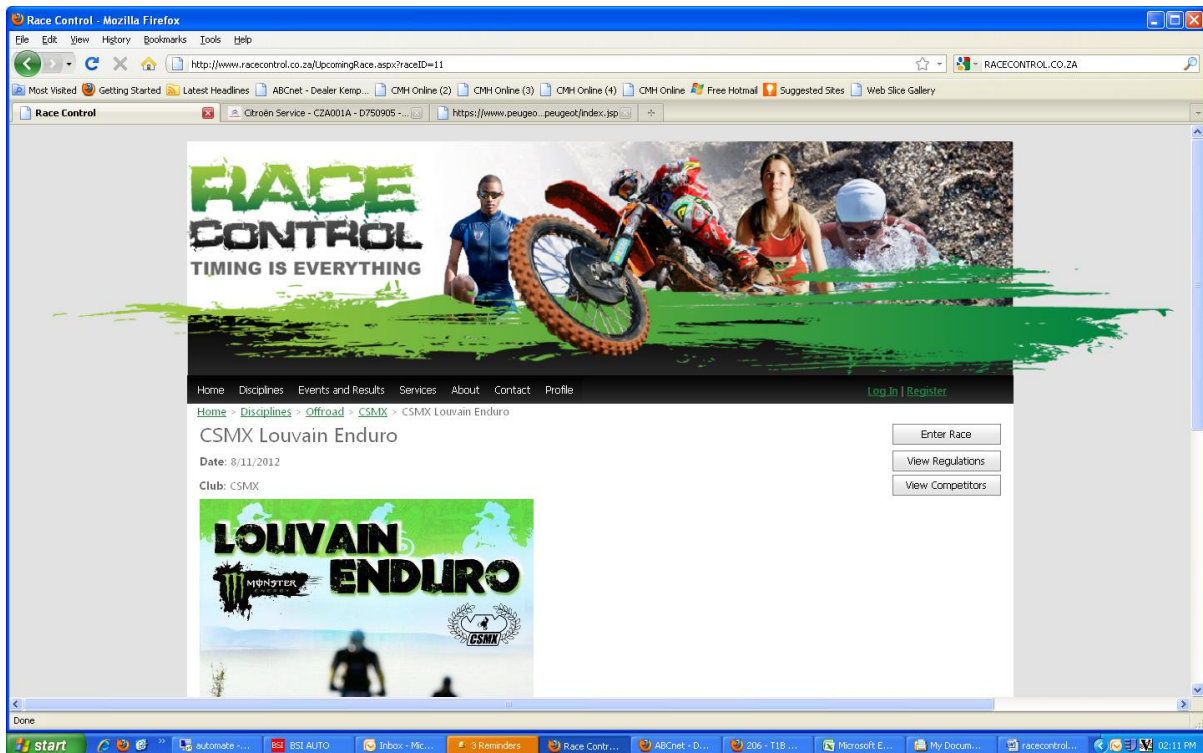 Race Control - Mozilla Firefox
File Edit View History Bookmarks Tools Help
http://www.racecontrol.co.za/UpcomingRace.aspx?raceID=11
RACECONTROL.CO.ZA
Most Visited Getting Started Latest Headlines ABCnet - Dealer Kemp... CMH Online (2) CMH Online (3) CMH Online (4) CMH Online Free Hotmail Suggested Sites Web Slice Gallery
Race Control Citroën Service - CZA001A - D750905 -... https://www.peugeo...peugeot/index.jsp
RACE
CONTROL
TIMING IS EVERYTHING
Home Disciplines Events and Results Services About Contact Profile Log In | Register
Home > Disciplines > Offroad > CSMX > CSMX Louvain Enduro
CSMX Louvain Enduro
Enter Race
Date: 8/11/2012
View Regulations
Club: CSMX
View Competitors
LOUVAIN
ENDURO
MONSTER
ENERGY
CSMX
Done
start automate -... BSI BSI AUTO Inbox - Mic... 3 Reminders Race Contr... ABCnet - D... 206 - T1B ... Microsoft E... My Docum... racecontrol... 02:11 PM